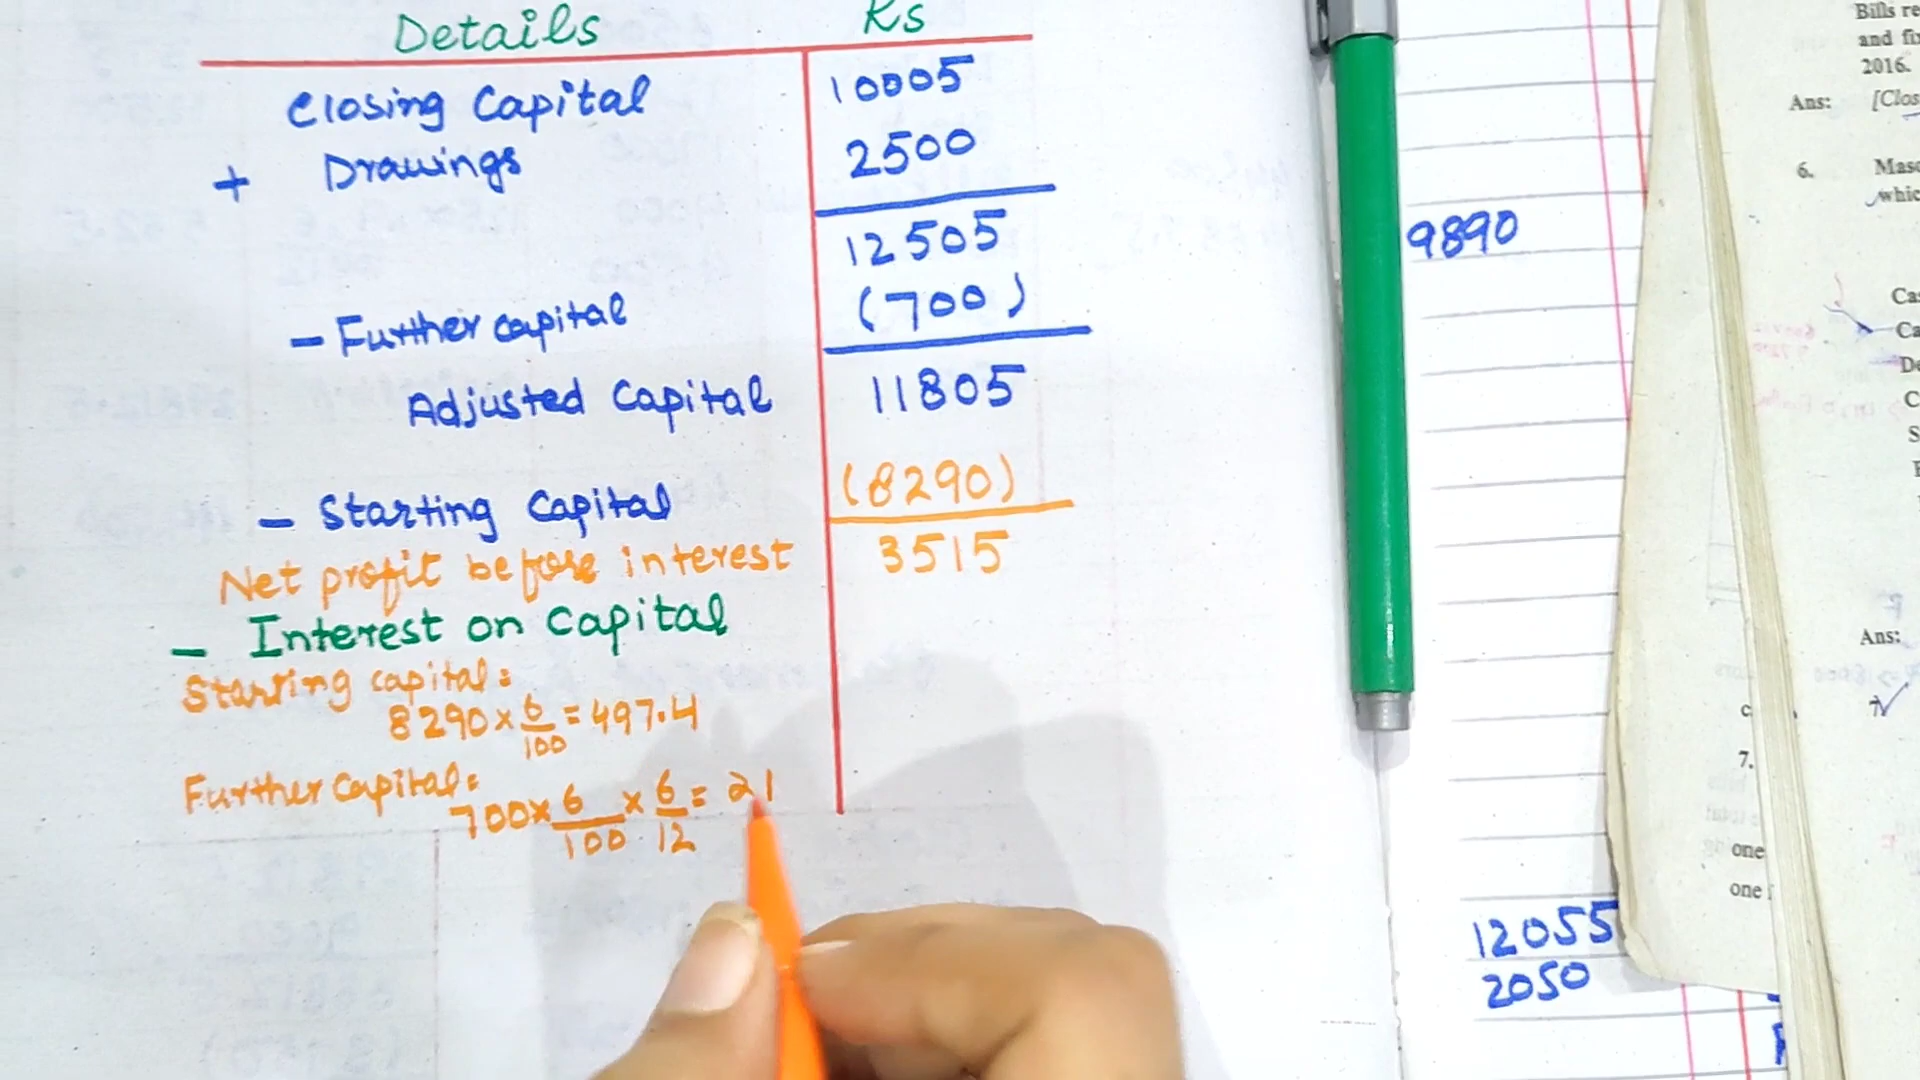 Details Rs
Closing Capital 10005
+ Drawings 2500
12505
- Further capital (700)
Adjusted Capital 11805
- Starting Capital (8290)
Net profit before interest 3515
- Interest on Capital
Starting capital:
8290 × 6/100 = 497.4
Further Capital:
700 × 6/100 × 6/12 = 21
9890
12055
2050
Bills re
and fi
2016.
Ans: [Clos
6. Mas
whic
Ca
Ca
De
C
S
Ans:
c
7.
one
one